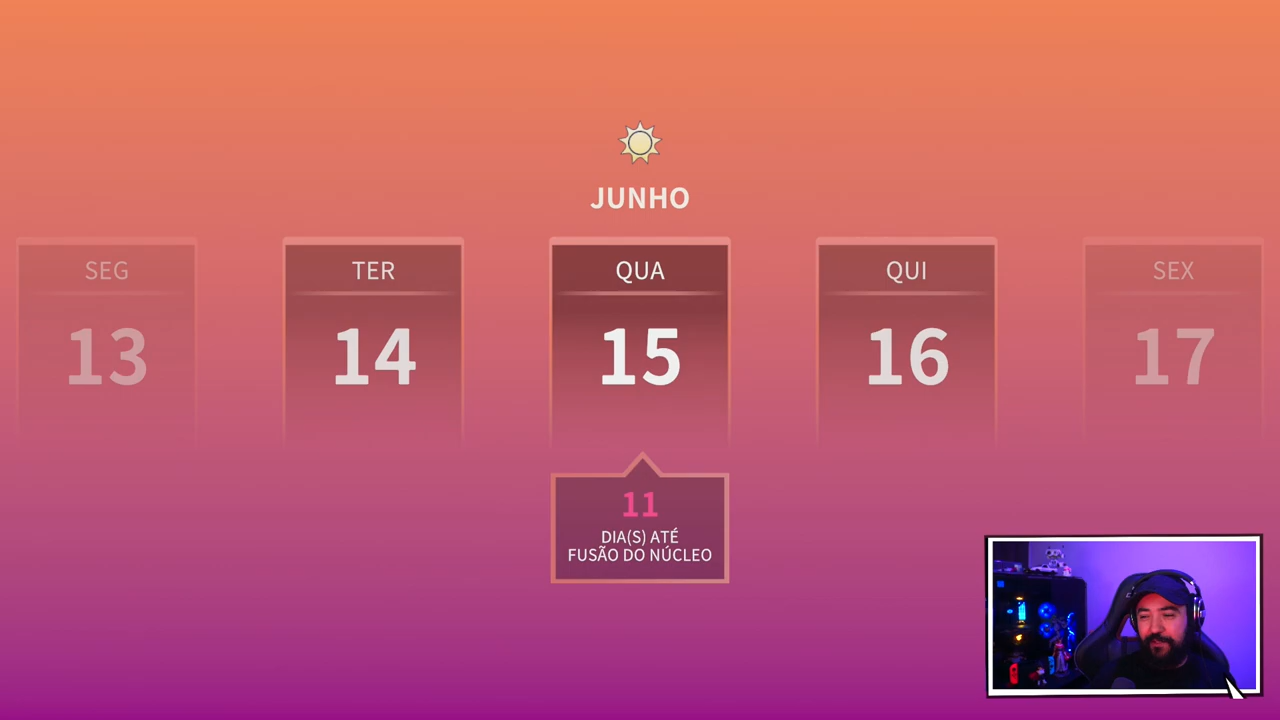 JUNHO
SEG
13
TER
14
QUA
15
QUI
16
SEX
17
11
DIA(S) ATÉ
FUSÃO DO NÚCLEO